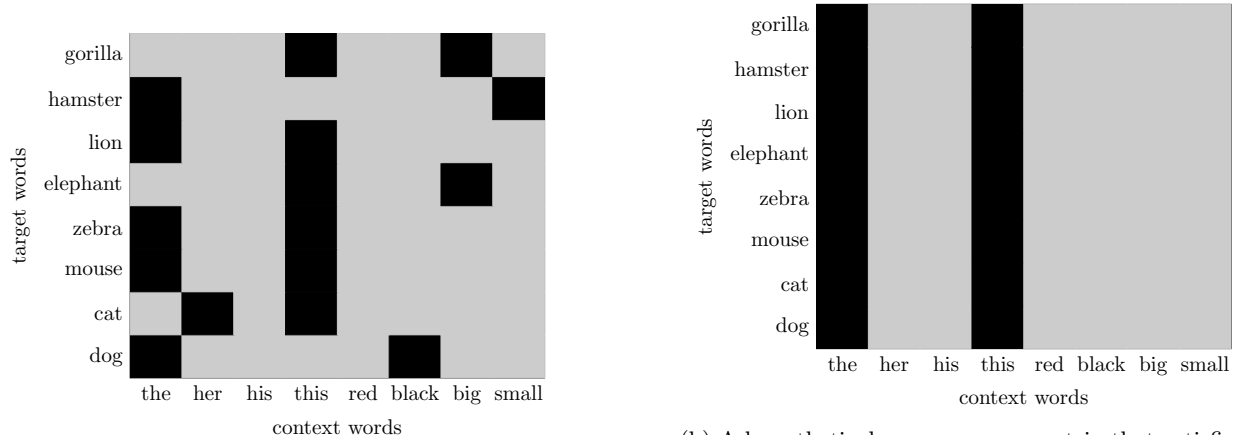 gorilla
hamster
lion
elephant
zebra
mouse
cat
dog
target words
the her his this red black big small
context words
gorilla
hamster
lion
elephant
zebra
mouse
cat
dog
target words
the her his this red black big small
context words